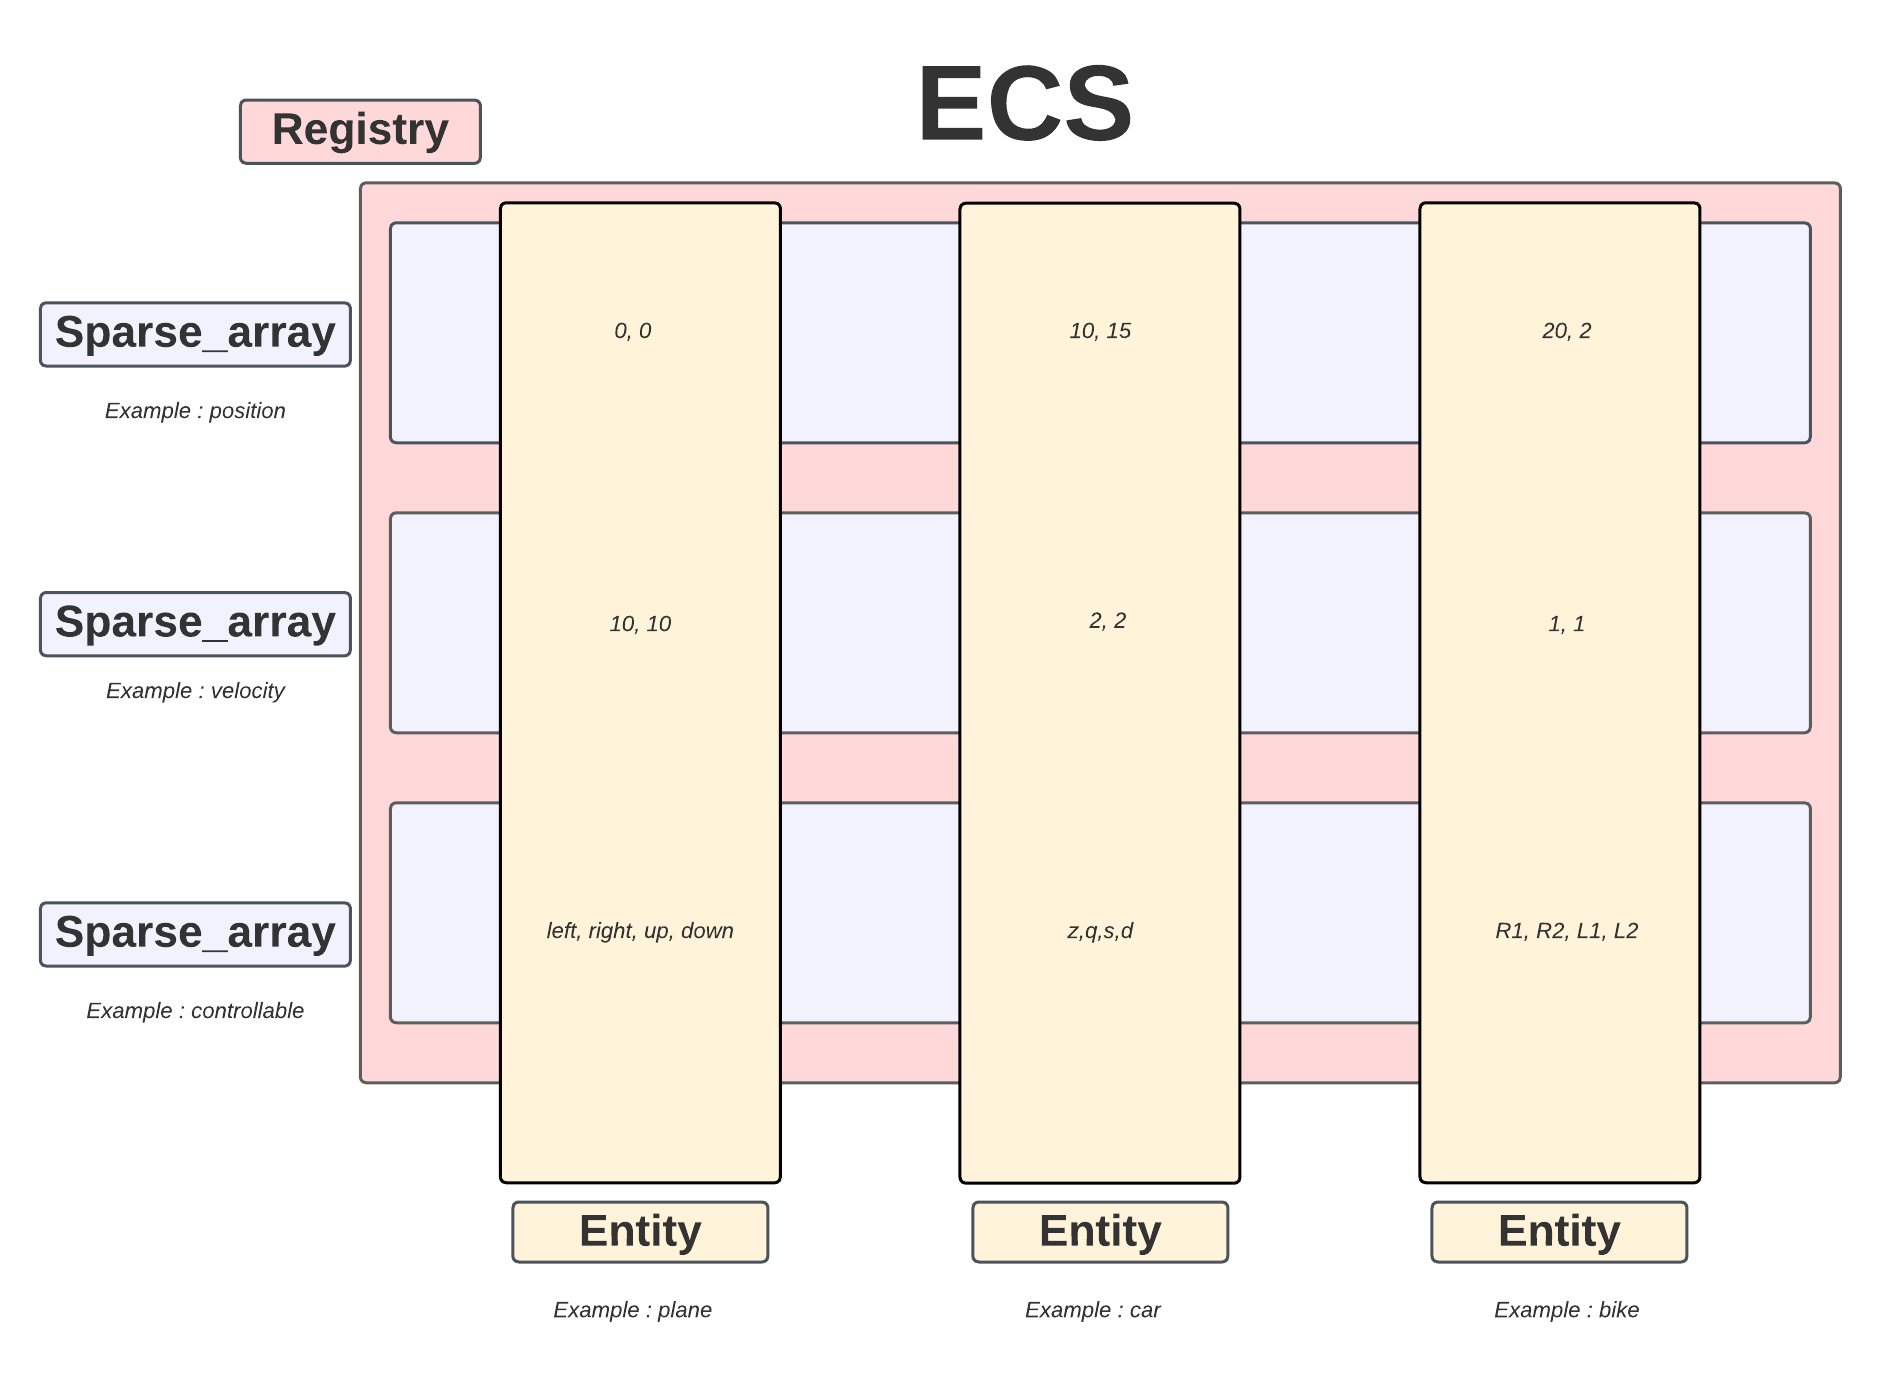 ECS
Registry
Sparse_array
0, 0
10, 15
20, 2
Example : position
Sparse_array
10, 10
2, 2
1, 1
Example : velocity
Sparse_array
left, right, up, down
z,q,s,d
R1, R2, L1, L2
Example : controllable
Entity
Entity
Entity
Example : plane
Example : car
Example : bike